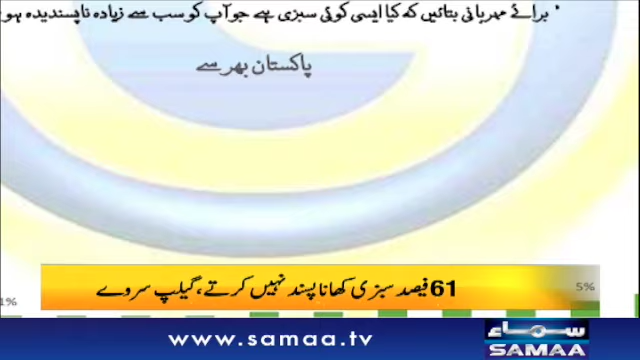 برائے مہربانی بتائیں کہ کیا ایسی کوئی سبزی ہے جو آپ کو سب سے زیادہ ناپسندیدہ ہو
پاکستان بھر سے
61 فیصد سبزی کھانا پسند نہیں کرتے، گیلپ سروے
5%
1%
www.samaa.tv
سماء
SAMAA